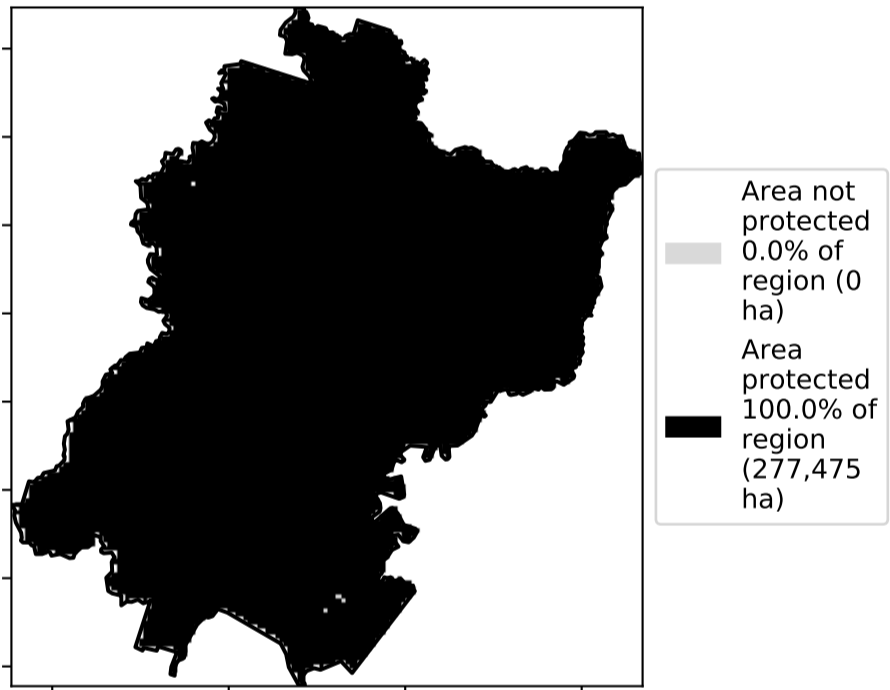 Area not
protected
0.0% of
region (0
ha)
Area
protected
100.0% of
region
(277,475
ha)